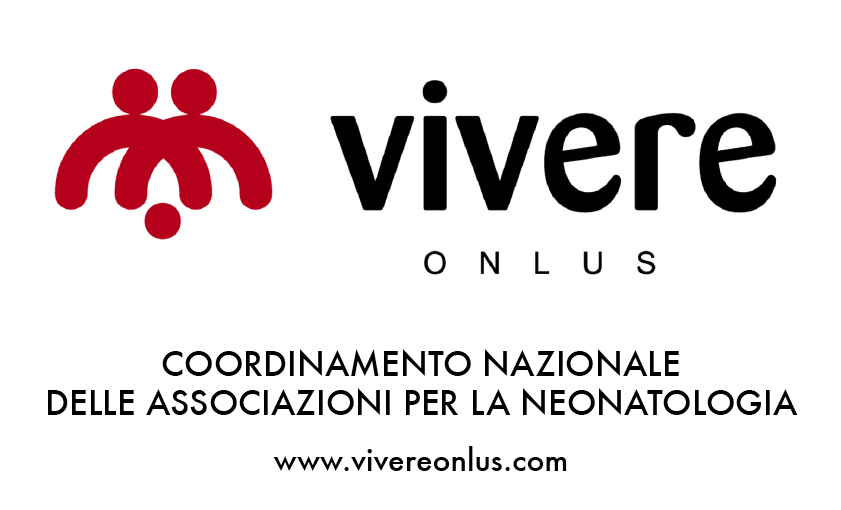 vivere
ONLUS
COORDINAMENTO NAZIONALE
DELLE ASSOCIAZIONI PER LA NEONATOLOGIA
www.vivereonlus.com